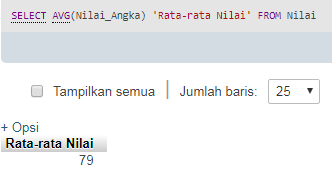 SELECT AVG(Nilai_Angka) 'Rata-rata Nilai' FROM Nilai
Tampilkan semua | Jumlah baris: 25
+ Opsi
Rata-rata Nilai
79